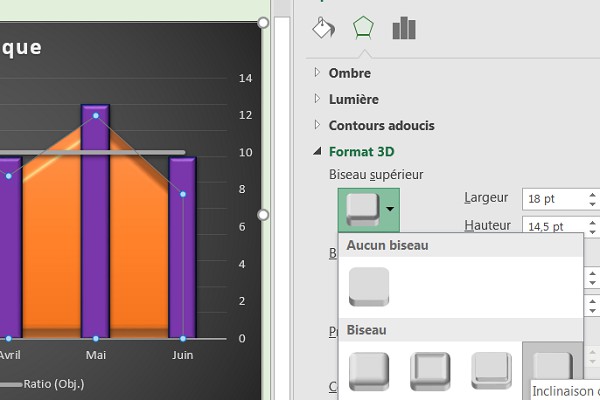 que
14
12
10
8
6
4
2
0
Avril
Mai
Juin
Ratio (Obj.)
Ombre
Lumière
Contours adoucis
Format 3D
Biseau supérieur
Largeur
18 pt
Hauteur
14,5 pt
Aucun biseau
Biseau
Inclinaison